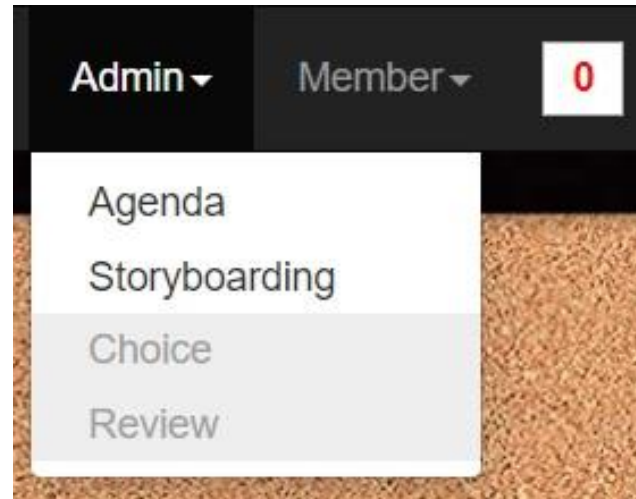 Admin Member 0
Agenda
Storyboarding
Choice
Review